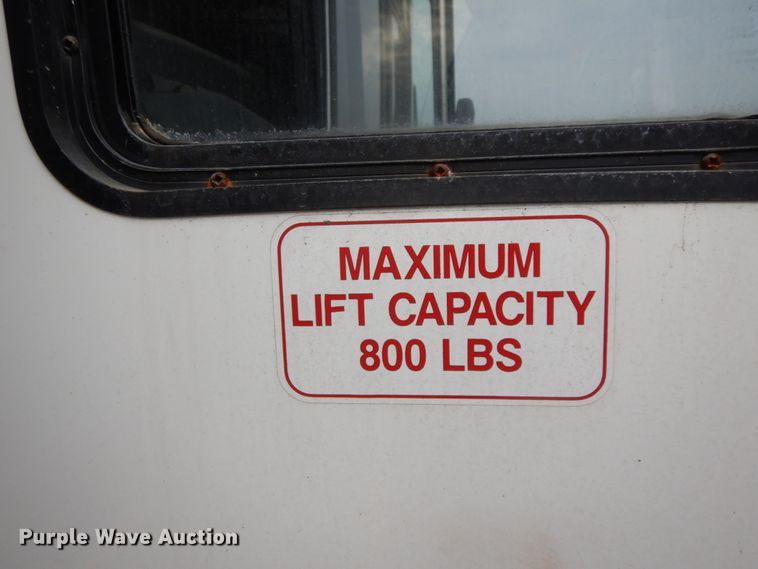 MAXIMUM
LIFT CAPACITY
800 LBS
Purple Wave Auction